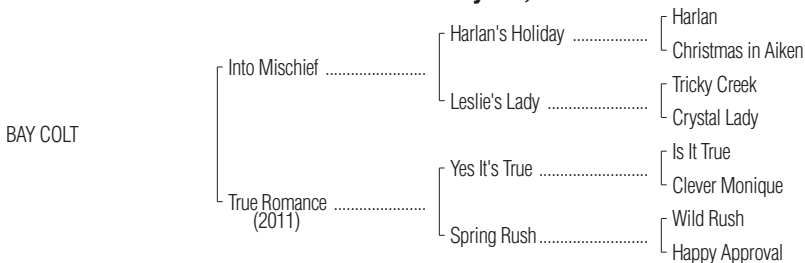 Harlan
Harlan's Holiday ..................
Christmas in Aiken
Into Mischief ........................
Tricky Creek
Leslie's Lady ........................
Crystal Lady
BAY COLT
Is It True
Yes It's True ..........................
Clever Monique
True Romance ......................
(2011)
Wild Rush
Spring Rush ..........................
Happy Approval